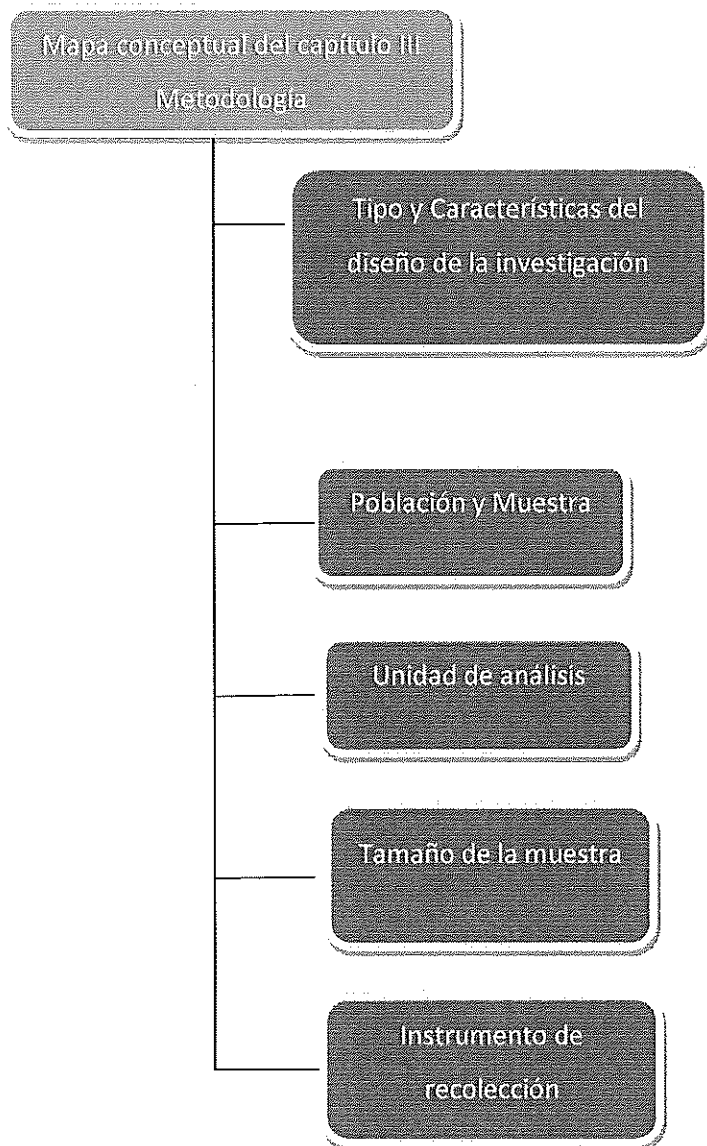 Mapa conceptual del capítulo III
Metodología
Tipo y Características del
diseño de la investigación
Población y Muestra
Unidad de análisis
Tamaño de la muestra
Instrumento de
recolección